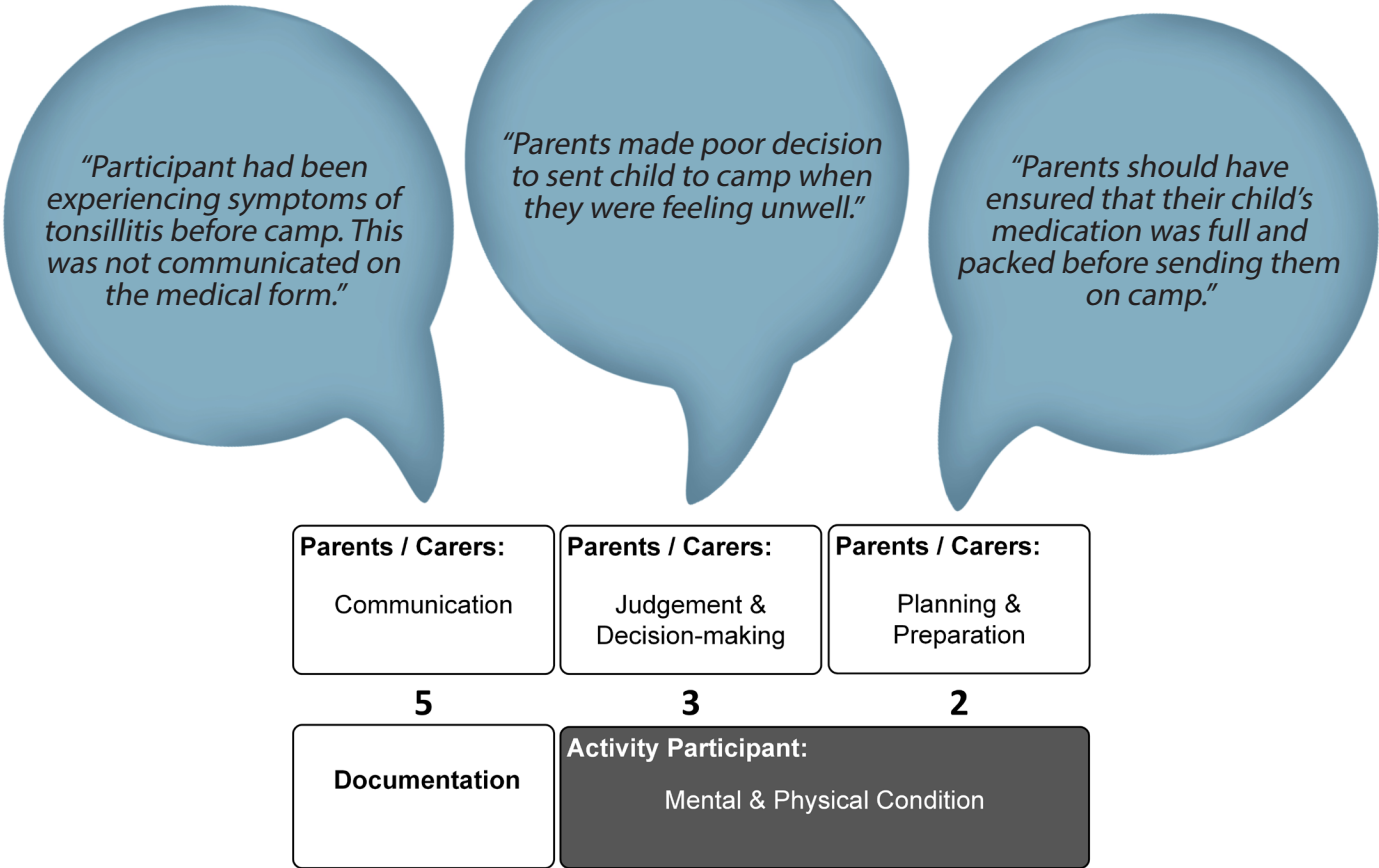 “Participant had been
experiencing symptoms of
tonsillitis before camp. This
was not communicated on
the medical form.”
“Parents made poor decision
to sent child to camp when
they were feeling unwell.”
“Parents should have
ensured that their child’s
medication was full and
packed before sending them
on camp.”
Parents / Carers:
Communication
Parents / Carers:
Judgement &
Decision-making
Parents / Carers:
Planning &
Preparation
5
3
2
Documentation
Activity Participant:
Mental & Physical Condition